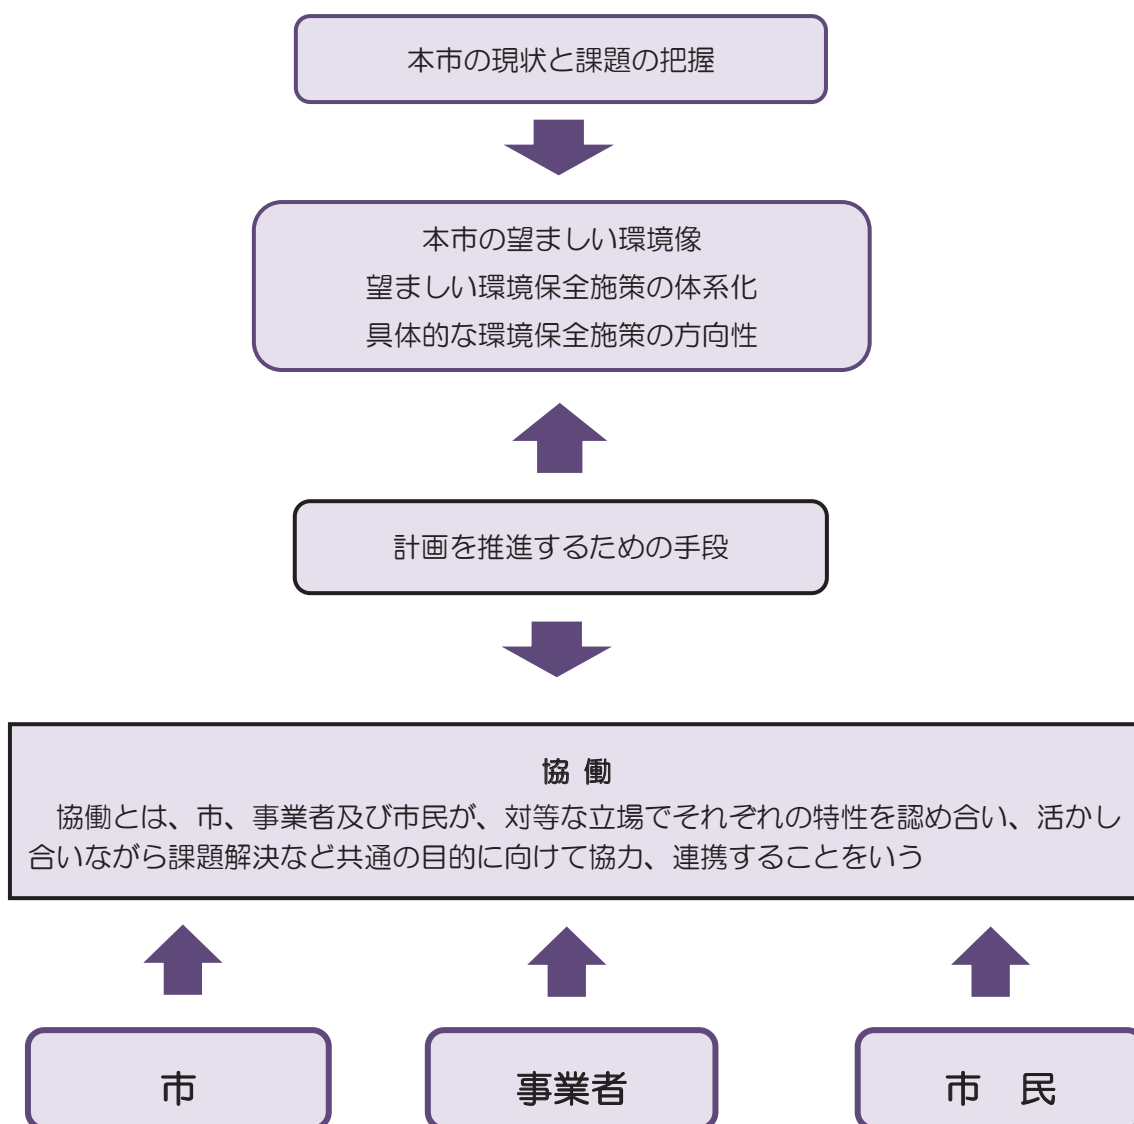 本市の現状と課題の把握
本市の望ましい環境像
望ましい環境保全施策の体系化
具体的な環境保全施策の方向性
計画を推進するための手段
協 働
協働とは、市、事業者及び市民が、対等な立場でそれぞれの特性を認め合い、活かし
合いながら課題解決など共通の目的に向けて協力、連携することをいう
市
事業者
市 民